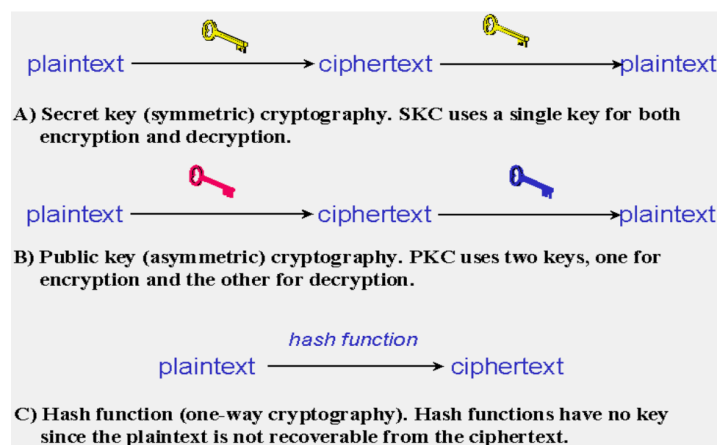 plaintext ciphertext plaintext
A) Secret key (symmetric) cryptography. SKC uses a single key for both
encryption and decryption.
plaintext ciphertext plaintext
B) Public key (asymmetric) cryptography. PKC uses two keys, one for
encryption and the other for decryption.
hash function
plaintext ciphertext
C) Hash function (one-way cryptography). Hash functions have no key
since the plaintext is not recoverable from the ciphertext.